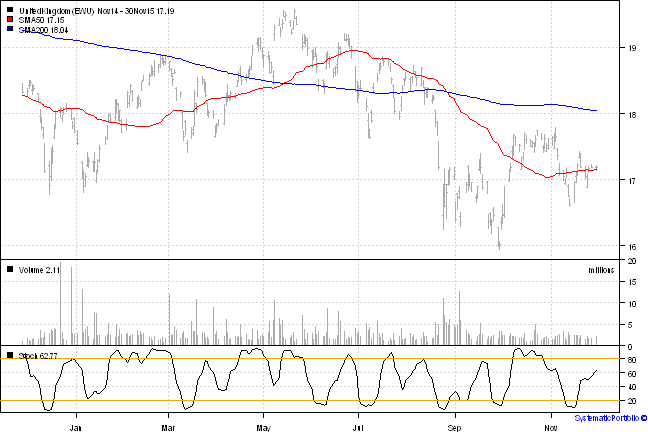 UnitedKingdom (EWU) Nov14 - 30Nov15 17.19
SMA50 17.15
SMA200 18.04
19
18
17
16
Volume 2.11
millions
20
15
10
5
0
Stoch 62.77
80
60
40
20
Jan Mar May Jul Sep Nov
SystematicPortfolio ©